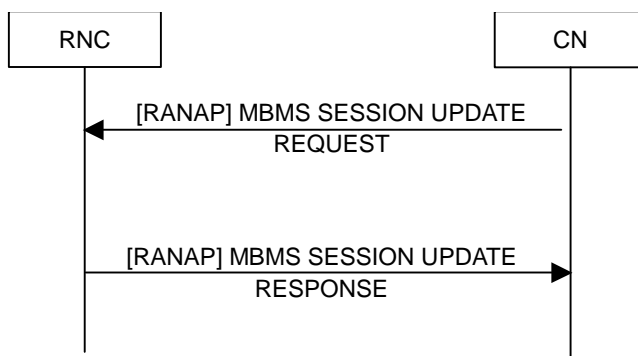 RNC
CN
[RANAP] MBMS SESSION UPDATE
REQUEST
[RANAP] MBMS SESSION UPDATE
RESPONSE